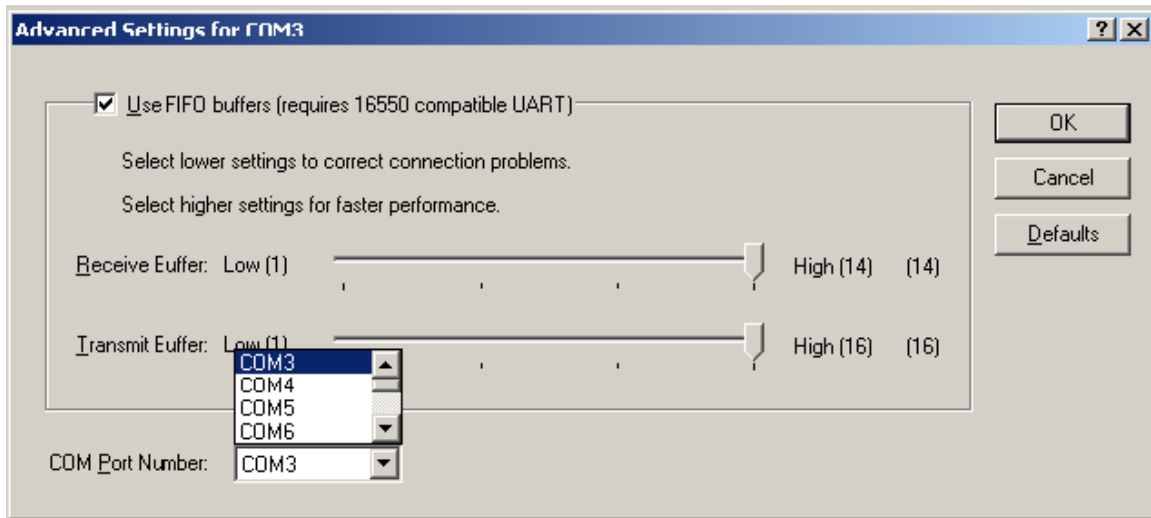 Advanced Settings for COM3
Use FIFO buffers (requires 16550 compatible UART)
OK
Select lower settings to correct connection problems.
Cancel
Select higher settings for faster performance.
Defaults
Receive Euffer: Low (1) High (14) (14)
Transmit Euffer: Low (1) High (16) (16)
COM3
COM4
COM5
COM6
COM Port Number: COM3